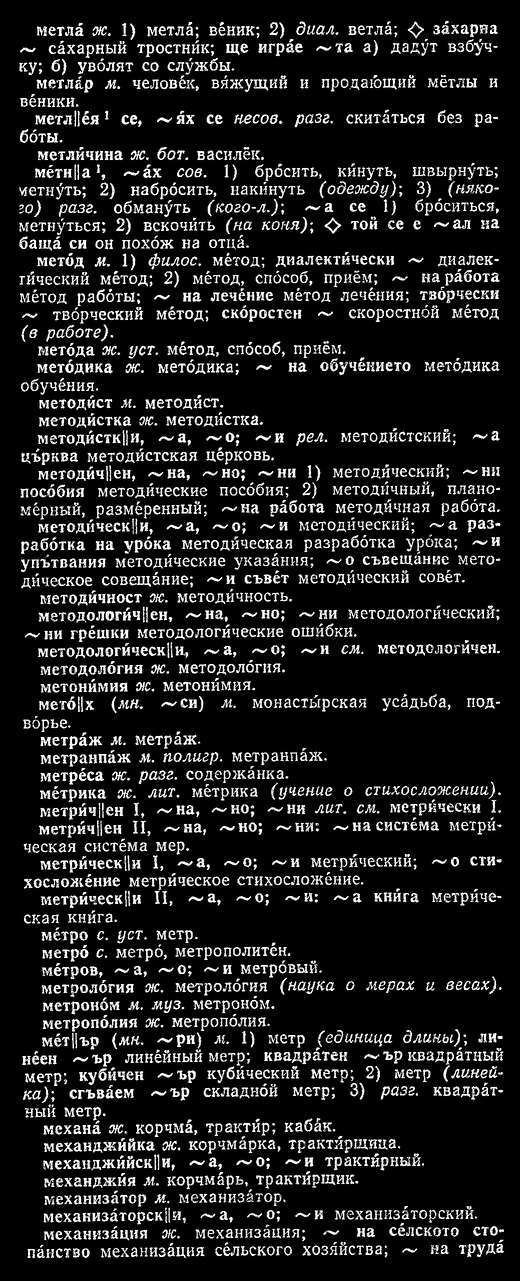 метла́ ж. 1) метла́; ве́ник; 2) диал. ветла́; ◇ за́харна
~ са́харный тростни́к; ще игра́е ~та а) даду́т взбу́ч-
ку; б) уво́лят со слу́жбы.
метла́р м. челове́к, вя́жущий и продаю́щий мётлы и
ве́ники.
метл||е́я¹ се, ~я́х се несов. разг. скита́ться без ра-
бо́ты.
метли́чина ж. бот. василёк.
ме́тн||а¹, ~а́х сов. 1) бро́сить, ки́нуть, швырну́ть;
метну́ть; 2) набро́сить, наки́нуть (оде́жду); 3) (няко-
го) разг. обману́ть (кого-л.); ~а се 1) бро́ситься,
метну́ться; 2) вскочи́ть (на коня); ◇ той се е ~ал на
баща́ си он похо́ж на отца́.
мето́д м. 1) филос. ме́тод; диалекти́чески ~ диалек-
ти́ческий ме́тод; 2) ме́тод, спо́соб, приём; ~ на ра́бота
ме́тод рабо́ты; ~ на лече́ние ме́тод лече́ния; тво́рчески
~ тво́рческий ме́тод; ско́ростен ~ скоростно́й ме́тод
(в работе).
мето́да ж. уст. ме́тод, спо́соб, приём.
мето́дика ж. мето́дика; ~ на обуче́нието мето́дика
обуче́ния.
методи́ст м. методи́ст.
методи́стка ж. методи́стка.
методи́стк||и, ~а, ~о; ~и рел. методи́стский; ~а
цъ́рква методи́стская це́рковь.
методи́ч||ен, ~на, ~но; ~ни 1) методи́ческий; ~ни
посо́бия методи́ческие посо́бия; 2) методи́чный, плано-
ме́рный, разме́ренный; ~на ра́бота методи́чная рабо́та.
методи́ческ||и, ~а, ~о; ~и методи́ческий; ~а раз-
рабо́тка на уро́ка методи́ческая разрабо́тка уро́ка; ~и
упъ́твания методи́ческие указа́ния; ~о съвеща́ние мето-
ди́ческое совеща́ние; ~и съве́т методи́ческий сове́т.
методи́чност ж. методи́чность.
методологи́ч||ен, ~на, ~но; ~ни методологи́ческий;
~ни гре́шки методологи́ческие оши́бки.
методологи́ческ||и, ~а, ~о; ~и см. методологи́чен.
методоло́гия ж. методоло́гия.
метони́мия ж. метони́мия.
мето́||х (мн. ~си) м. монасты́рская уса́дьба, под-
во́рье.
метра́ж м. метра́ж.
метранпа́ж м. полигр. метранпа́ж.
метре́са ж. разг. содержа́нка.
ме́трика ж. лит. ме́трика (учение о стихосложении).
метри́ч||ен I, ~на, ~но; ~ни лит. см. метри́чески I.
метри́ч||ен II, ~на, ~но; ~ни: ~на систе́ма метри́-
ческая систе́ма мер.
метри́ческ||и I, ~а, ~о; ~и метри́ческий; ~о сти-
хосложе́ние метри́ческое стихосложе́ние.
метри́ческ||и II, ~а, ~о; ~и: ~а кни́га метри́че-
ская кни́га.
ме́тро с. уст. метр.
метро́ с. метро́, метрополите́н.
ме́тров, ~а, ~о; ~и метро́вый.
метроло́гия ж. метроло́гия (наука о мерах и весах).
метроно́м м. муз. метроно́м.
метропо́лия ж. метропо́лия.
ме́т||ър (мн. ~ри) м. 1) метр (единица длины); ли-
не́ен ~ър лине́йный метр; квадра́тен ~ър квадра́тный
метр; куби́чен ~ър куби́ческий метр; 2) метр (линей-
ка); сгъва́ем ~ър складно́й метр; 3) разг. квадра́т-
ный метр.
механа́ ж. корчма́, тракти́р; каба́к.
механджи́йка ж. корчма́рка, тракти́рщица.
механджи́йск||и, ~а, ~о; ~и тракти́рный.
механджи́я м. корчма́рь, тракти́рщик.
механиза́тор м. механиза́тор.
механиза́торск||и, ~а, ~о; ~и механиза́торский.
механиза́ция ж. механиза́ция; ~ на се́лското сто-
па́нство механиза́ция се́льского хозя́йства; ~ на труда́